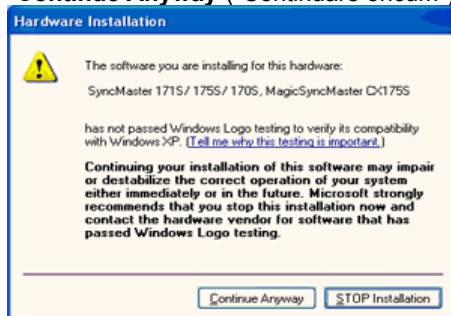 Continue Anyway ("Continuare oricum")
Hardware Installation
The software you are installing for this hardware:
SyncMaster 171S/ 175S/ 170S, MagicSyncMaster CX175S
has not passed Windows Logo testing to verify its compatibility
with Windows XP. (Tell me why this testing is important.)
Continuing your installation of this software may impair
or destabilize the correct operation of your system
either immediately or in the future. Microsoft strongly
recommends that you stop this installation now and
contact the hardware vendor for software that has
passed Windows Logo testing.
Continue Anyway STOP Installation